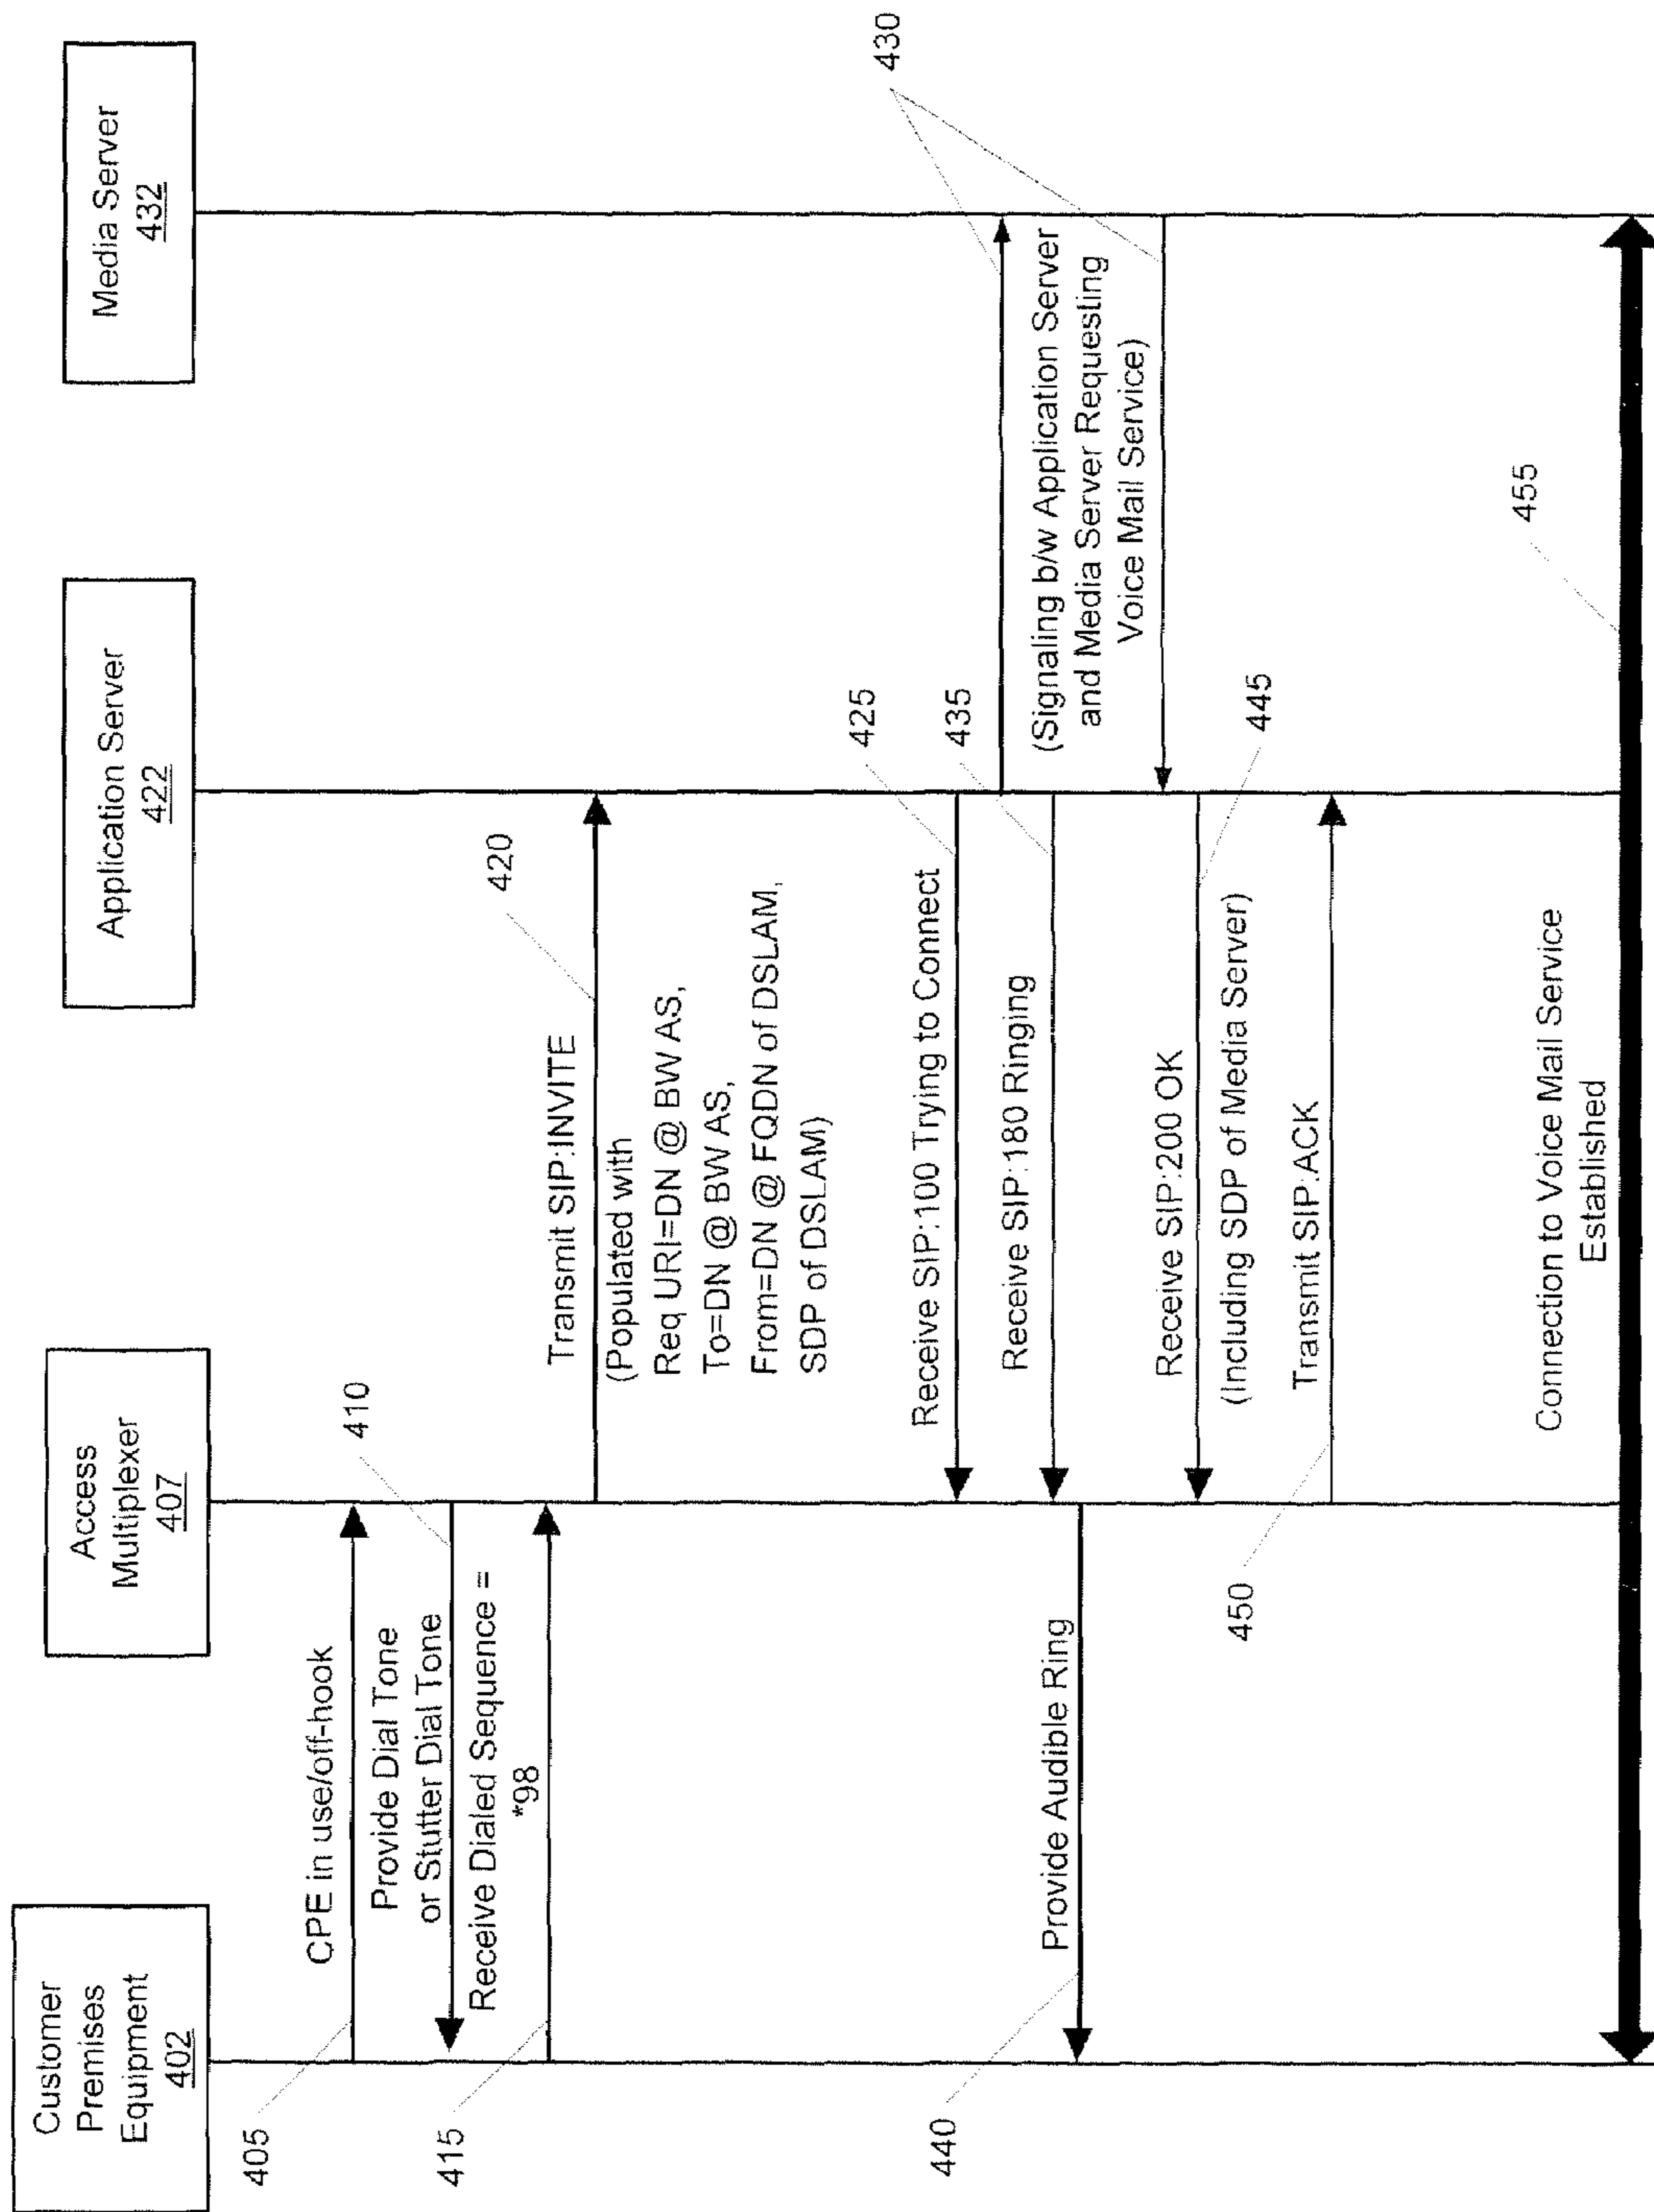 Customer
Premises
Equipment
402
Access
Multiplexer
407
Application Server
422
Media Server
432
405
CPE in use/off-hook
410
Provide Dial Tone
or Stutter Dial Tone
415
Receive Dialed Sequence =
*98
420
Transmit SIP:INVITE
(Populated with
Req URI=DN @ BW AS,
To=DN @ BW AS,
From=DN @ FQDN of DSLAM,
SDP of DSLAM)
425
Receive SIP:100 Trying to Connect
430
(Signaling b/w Application Server
and Media Server Requesting
Voice Mail Service)
435
Receive SIP:180 Ringing
440
Provide Audible Ring
445
Receive SIP:200 OK
(Including SDP of Media Server)
450
Transmit SIP:ACK
455
Connection to Voice Mail Service
Established